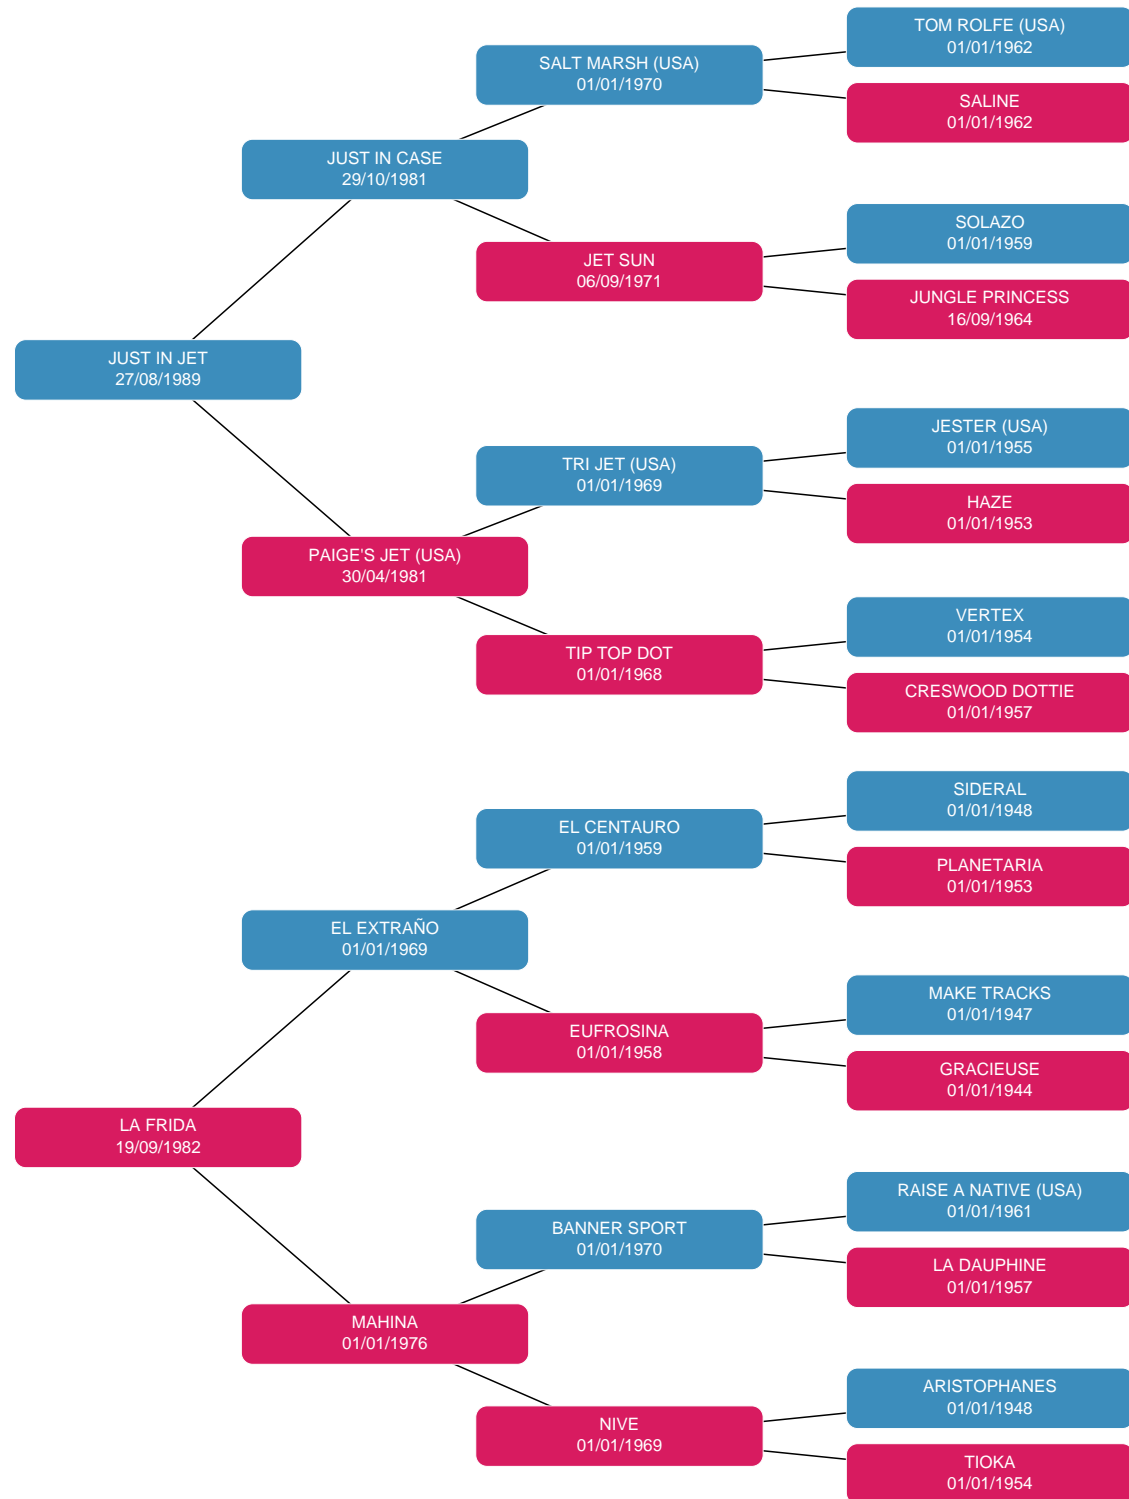 TOM ROLFE (USA)
01/01/1962
SALT MARSH (USA)
01/01/1970
SALINE
01/01/1962
JUST IN CASE
29/10/1981
SOLAZO
01/01/1959
JET SUN
06/09/1971
JUNGLE PRINCESS
16/09/1964
JUST IN JET
27/08/1989
JESTER (USA)
01/01/1955
TRI JET (USA)
01/01/1969
HAZE
01/01/1953
PAIGE'S JET (USA)
30/04/1981
VERTEX
01/01/1954
TIP TOP DOT
01/01/1968
CRESWOOD DOTTIE
01/01/1957
SIDERAL
01/01/1948
EL CENTAURO
01/01/1959
PLANETARIA
01/01/1953
EL EXTRAÑO
01/01/1969
MAKE TRACKS
01/01/1947
EUFROSINA
01/01/1958
GRACIEUSE
01/01/1944
LA FRIDA
19/09/1982
RAISE A NATIVE (USA)
01/01/1961
BANNER SPORT
01/01/1970
LA DAUPHINE
01/01/1957
MAHINA
01/01/1976
ARISTOPHANES
01/01/1948
NIVE
01/01/1969
TIOKA
01/01/1954